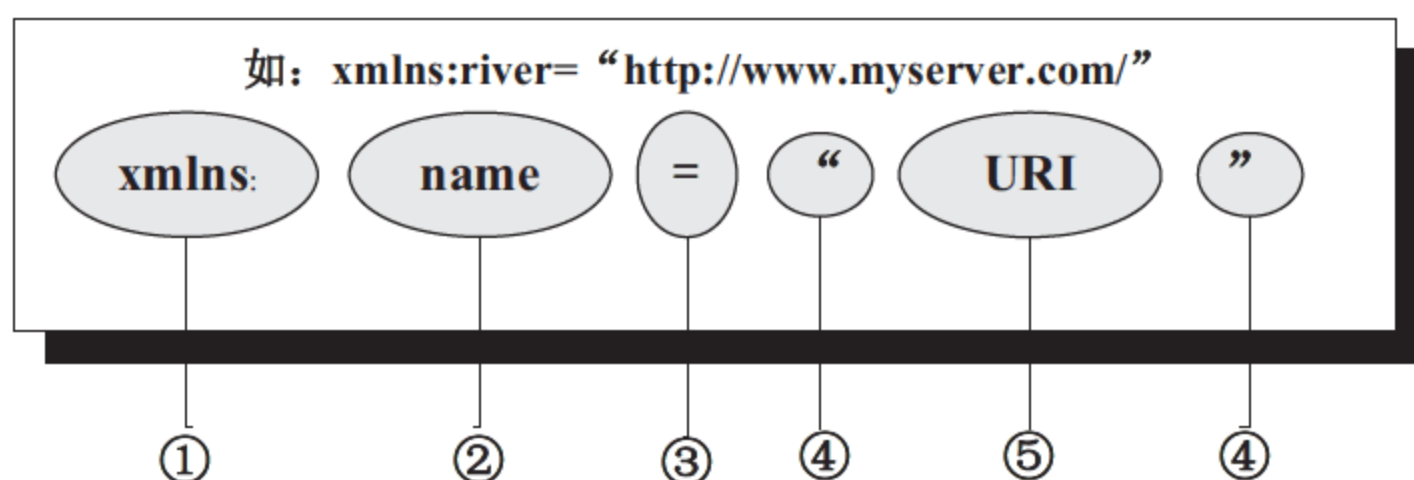 如：xmlns:river= “http://www.myserver.com/”
xmlns: name = “ URI ”
① ② ③ ④ ⑤ ④